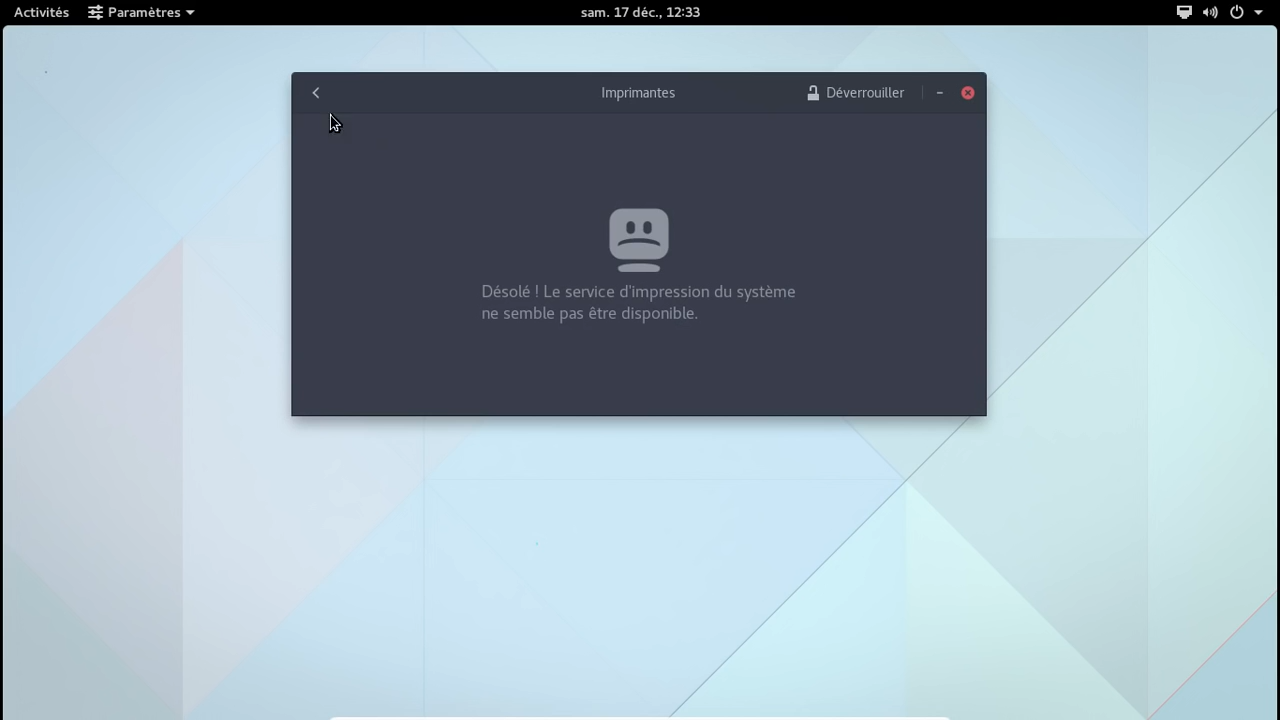 Activités Paramètres sam. 17 déc., 12:33
Imprimantes Déverrouiller
Désolé ! Le service d'impression du système
ne semble pas être disponible.